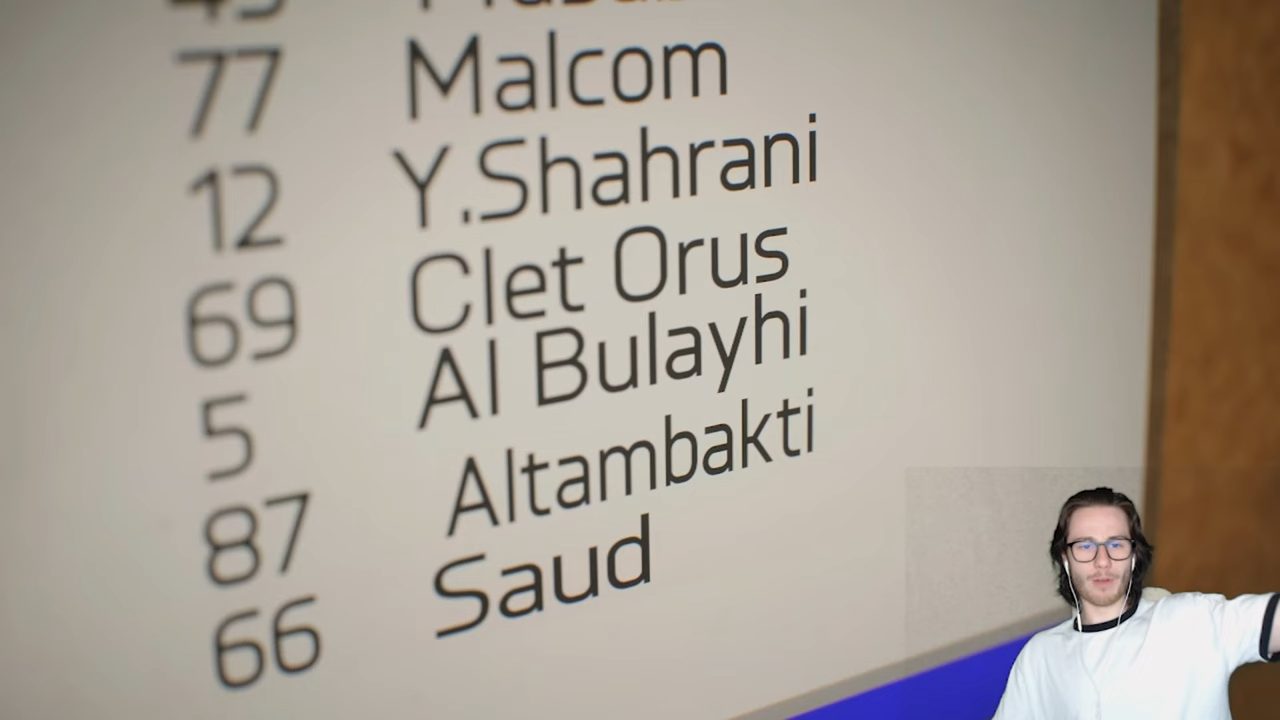 77 Malcom
12 Y.Shahrani
69 Clet Orus
5 Al Bulayhi
87 Altambakti
66 Saud